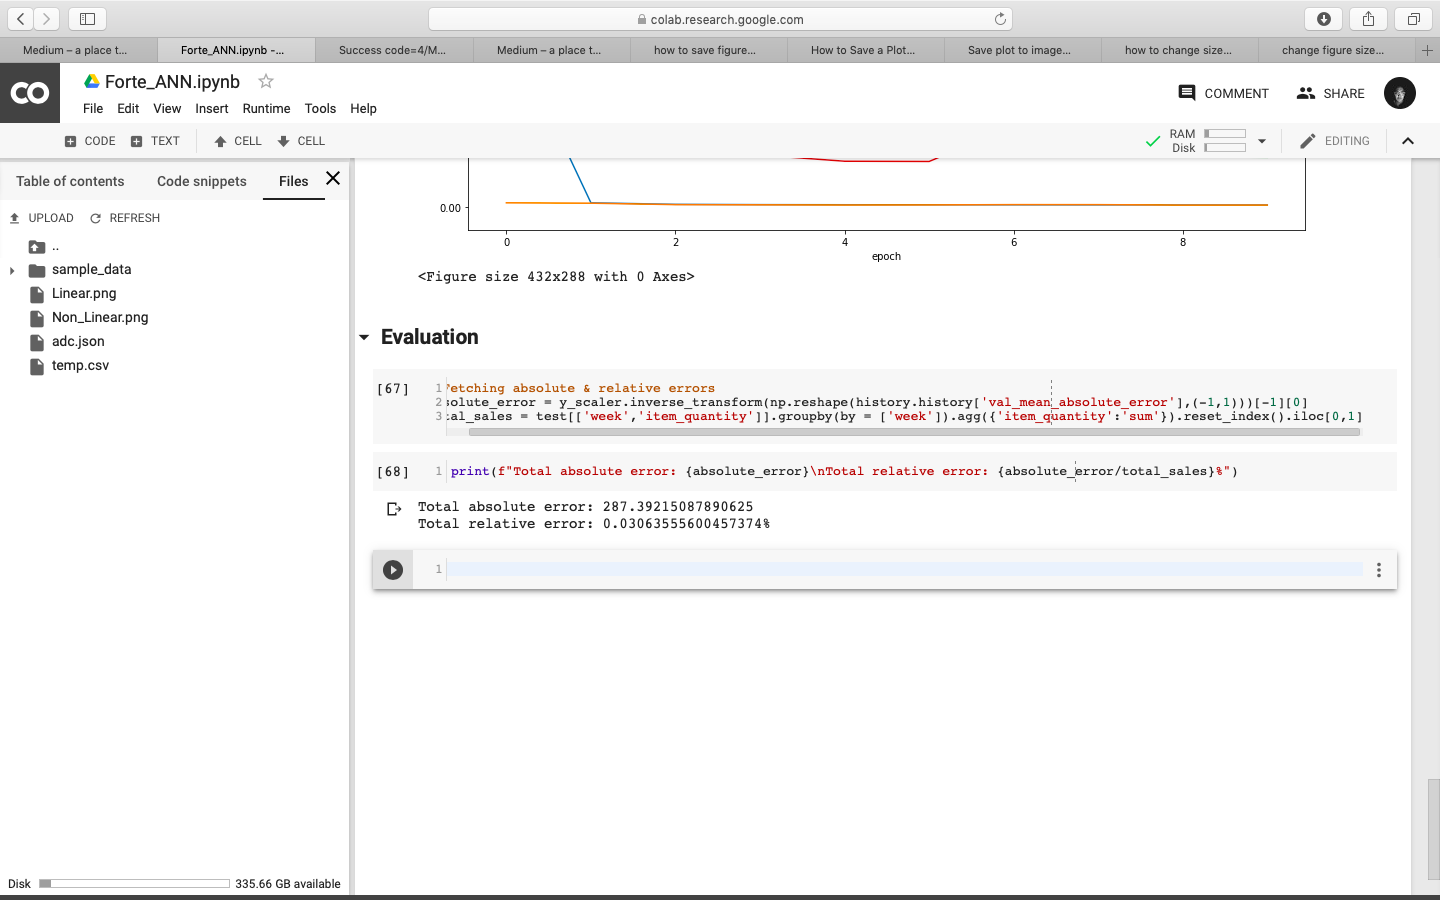 colab.research.google.com
Medium – a place t...
Forte_ANN.ipynb -...
Success code=4/M...
Medium – a place t...
how to save figure...
How to Save a Plot...
Save plot to image...
how to change size...
change figure size...
CO
Forte_ANN.ipynb
COMMENT
SHARE
File Edit View Insert Runtime Tools Help
CODE TEXT CELL CELL
RAM
Disk
EDITING
Table of contents Code snippets Files
UPLOAD REFRESH
..
sample_data
Linear.png
Non_Linear.png
adc.json
temp.csv
Disk 335.66 GB available
0.00
0 2 4 6 8
epoch
<Figure size 432x288 with 0 Axes>
Evaluation
[67]
1 etching absolute & relative errors
2 solute_error = y_scaler.inverse_transform(np.reshape(history.history['val_mean_absolute_error'],(-1,1)))[-1][0]
3 al_sales = test[['week','item_quantity']].groupby(by = ['week']).agg({'item_quantity':'sum'}).reset_index().iloc[0,1]
[68]
1 print(f"Total absolute error: {absolute_error}\nTotal relative error: {absolute_error/total_sales}%")
Total absolute error: 287.39215087890625
Total relative error: 0.03063555600457374%
1